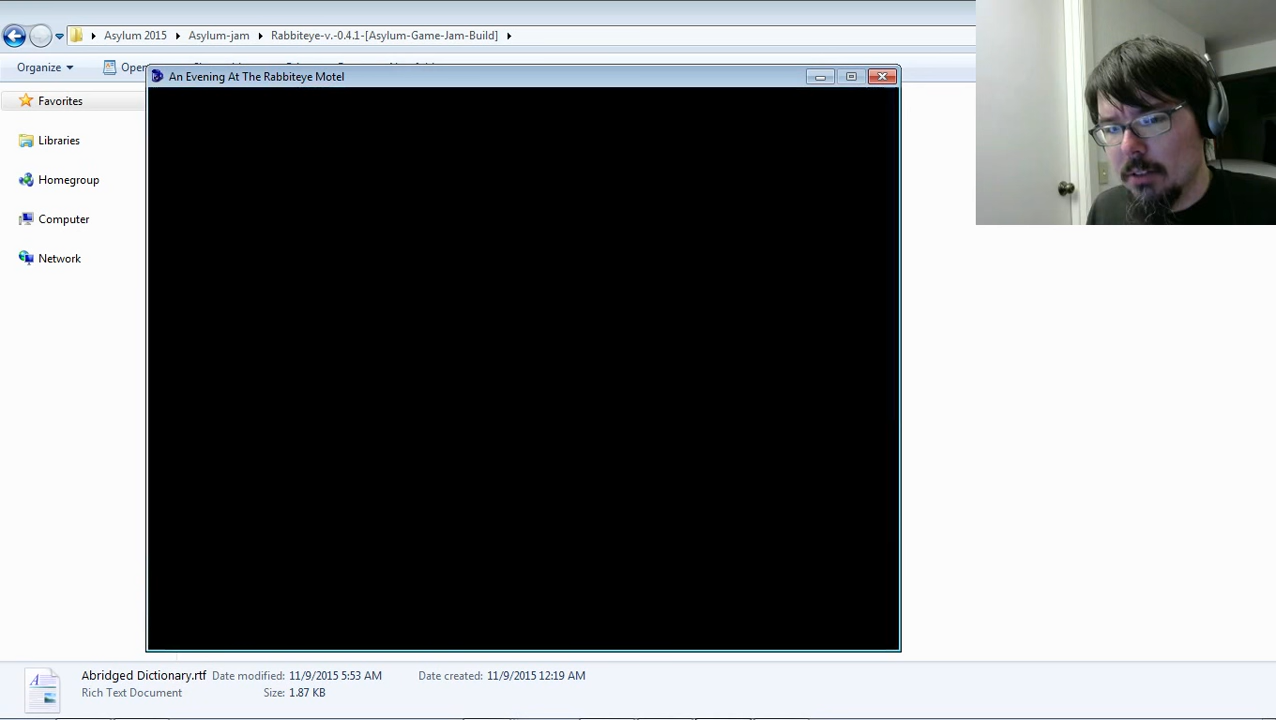 Asylum 2015 Asylum-jam Rabbiteye-v.-0.4.1-[Asylum-Game-Jam-Build]
Organize Open
An Evening At The Rabbiteye Motel
Favorites
Libraries
Homegroup
Computer
Network
Abridged Dictionary.rtf Date modified: 11/9/2015 5:53 AM Date created: 11/9/2015 12:19 AM
Rich Text Document Size: 1.87 KB